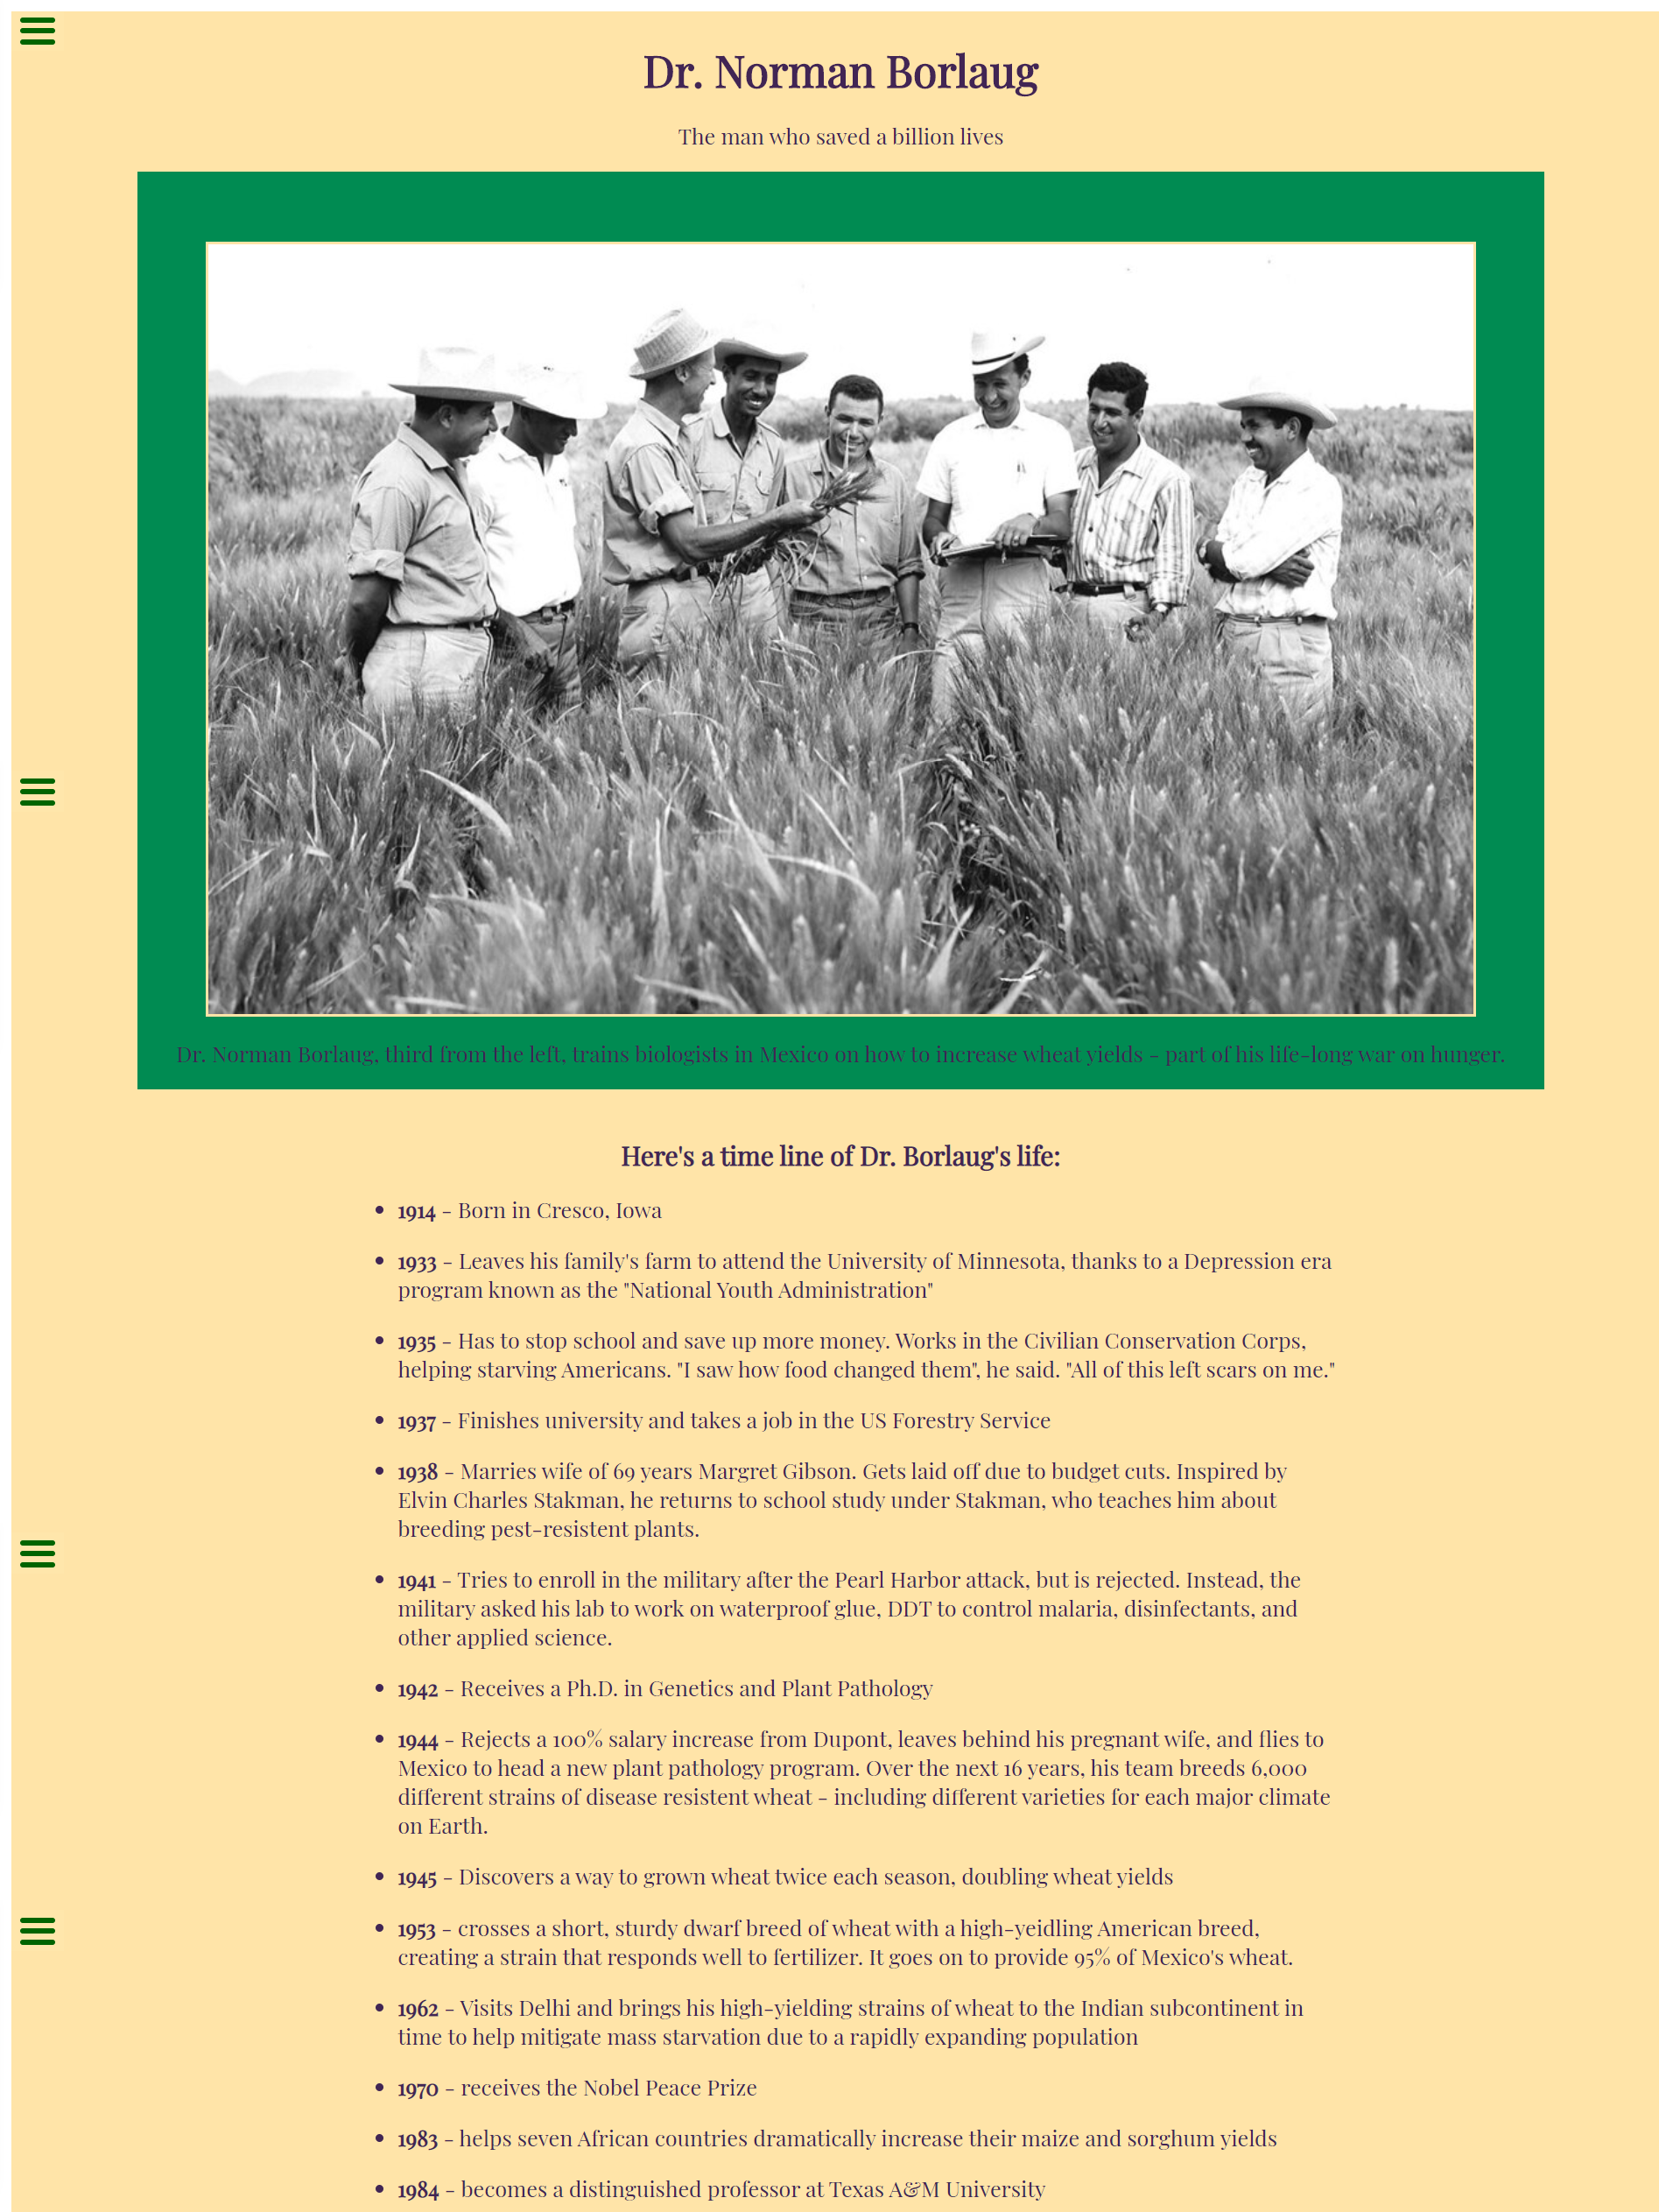 Dr. Norman Borlaug
The man who saved a billion lives
Dr. Norman Borlaug, third from the left, trains biologists in Mexico on how to increase wheat yields - part of his life-long war on hunger.
Here's a time line of Dr. Borlaug's life:
1914 - Born in Cresco, Iowa
1933 - Leaves his family's farm to attend the University of Minnesota, thanks to a Depression era
program known as the "National Youth Administration"
1935 - Has to stop school and save up more money. Works in the Civilian Conservation Corps,
helping starving Americans. "I saw how food changed them", he said. "All of this left scars on me."
1937 - Finishes university and takes a job in the US Forestry Service
1938 - Marries wife of 69 years Margret Gibson. Gets laid off due to budget cuts. Inspired by
Elvin Charles Stakman, he returns to school study under Stakman, who teaches him about
breeding pest-resistent plants.
1941 - Tries to enroll in the military after the Pearl Harbor attack, but is rejected. Instead, the
military asked his lab to work on waterproof glue, DDT to control malaria, disinfectants, and
other applied science.
1942 - Receives a Ph.D. in Genetics and Plant Pathology
1944 - Rejects a 100% salary increase from Dupont, leaves behind his pregnant wife, and flies to
Mexico to head a new plant pathology program. Over the next 16 years, his team breeds 6,000
different strains of disease resistent wheat - including different varieties for each major climate
on Earth.
1945 - Discovers a way to grown wheat twice each season, doubling wheat yields
1953 - crosses a short, sturdy dwarf breed of wheat with a high-yeidling American breed,
creating a strain that responds well to fertilizer. It goes on to provide 95% of Mexico's wheat.
1962 - Visits Delhi and brings his high-yielding strains of wheat to the Indian subcontinent in
time to help mitigate mass starvation due to a rapidly expanding population
1970 - receives the Nobel Peace Prize
1983 - helps seven African countries dramatically increase their maize and sorghum yields
1984 - becomes a distinguished professor at Texas A&M University